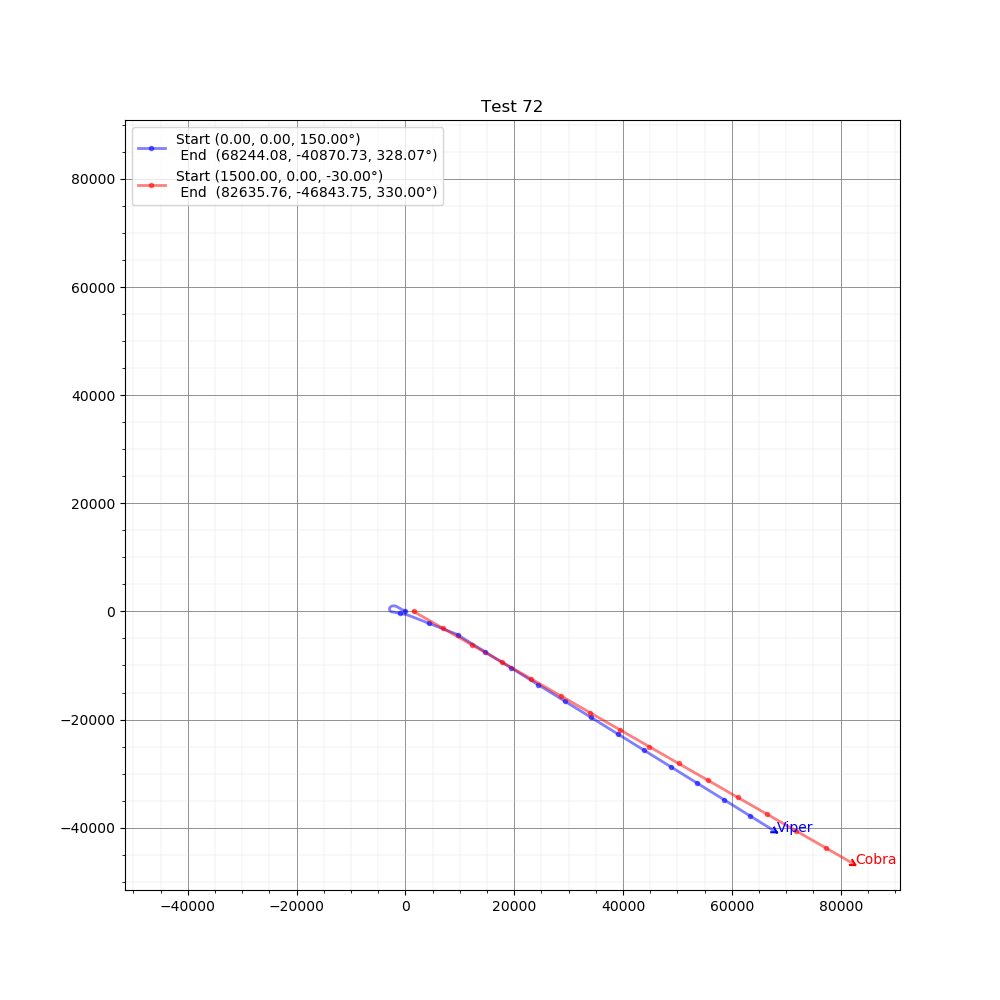 Test 72
Start (0.00, 0.00, 150.00°)
End (68244.08, -40870.73, 328.07°)
Start (1500.00, 0.00, -30.00°)
End (82635.76, -46843.75, 330.00°)
80000
60000
40000
20000
0
−20000
−40000
Viper
Cobra
−40000 −20000 0 20000 40000 60000 80000